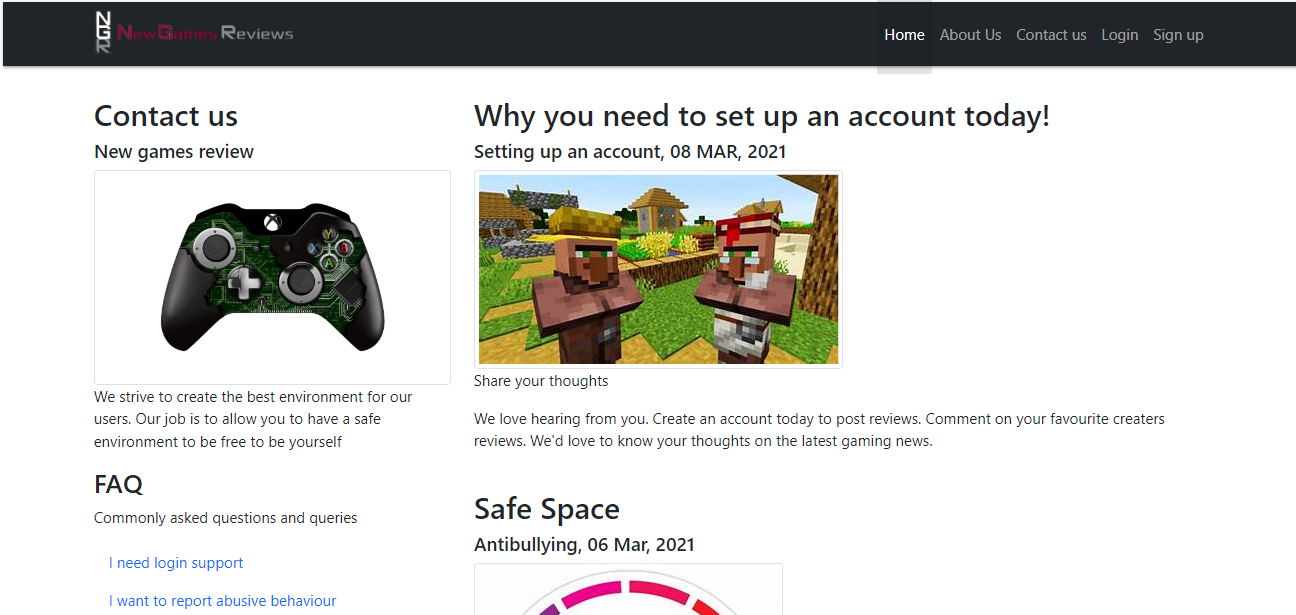 NGR NewGames Reviews
Home About Us Contact us Login Sign up
Contact us
New games review
Y
X B
A
We strive to create the best environment for our
users. Our job is to allow you to have a safe
environment to be free to be yourself
FAQ
Commonly asked questions and queries
I need login support
I want to report abusive behaviour
Why you need to set up an account today!
Setting up an account, 08 MAR, 2021
Share your thoughts
We love hearing from you. Create an account today to post reviews. Comment on your favourite creaters
reviews. We'd love to know your thoughts on the latest gaming news.
Safe Space
Antibullying, 06 Mar, 2021